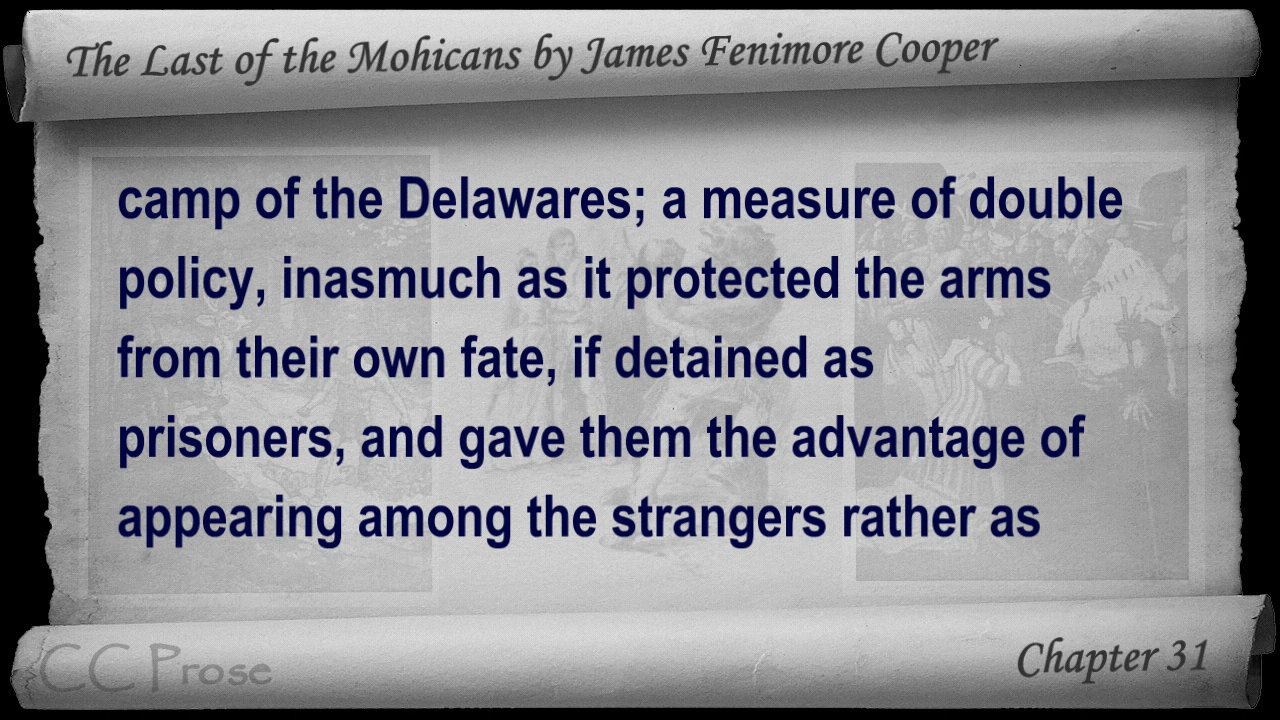 The Last of the Mohicans by James Fenimore Cooper
camp of the Delawares; a measure of double
policy, inasmuch as it protected the arms
from their own fate, if detained as
prisoners, and gave them the advantage of
appearing among the strangers rather as
CC Prose
Chapter 31